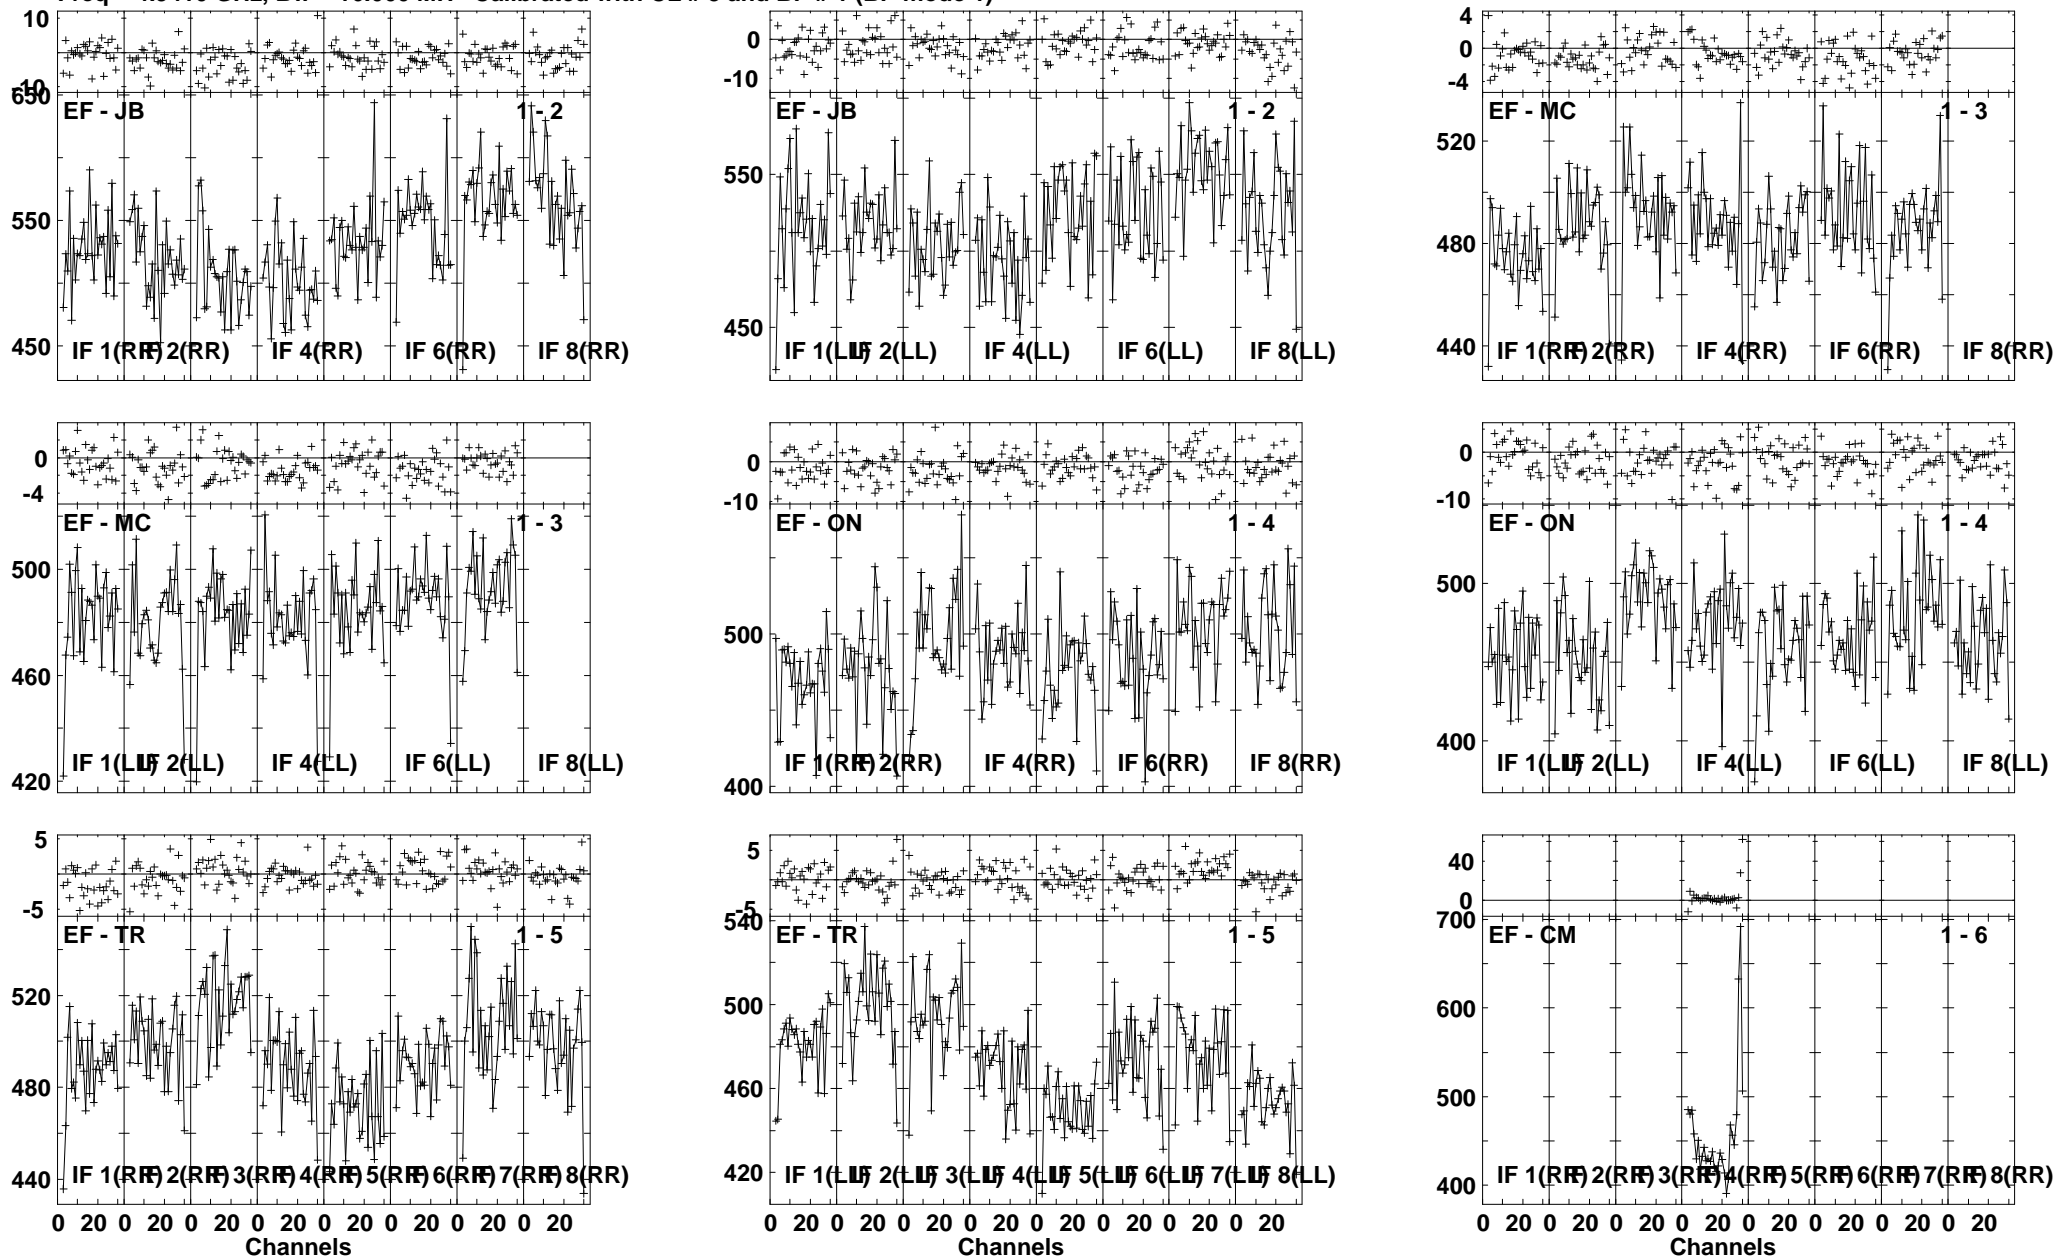 10
-10
650
550
450
EF - JB 1 - 2
IF 1(RR) IF 2(RR) IF 4(RR) IF 6(RR) IF 8(RR)
0
-10
550
450
EF - JB 1 - 2
IF 1(LL) IF 2(LL) IF 4(LL) IF 6(LL) IF 8(LL)
4
0
-4
520
480
440
EF - MC 1 - 3
IF 1(RR) IF 2(RR) IF 4(RR) IF 6(RR) IF 8(RR)
0
-4
500
460
420
EF - MC 1 - 3
IF 1(LL) IF 2(LL) IF 4(LL) IF 6(LL) IF 8(LL)
0
-10
500
400
EF - ON 1 - 4
IF 1(RR) IF 2(RR) IF 4(RR) IF 6(RR) IF 8(RR)
0
-10
500
400
EF - ON 1 - 4
IF 1(LL) IF 2(LL) IF 4(LL) IF 6(LL) IF 8(LL)
5
-5
520
480
440
EF - TR 1 - 5
IF 1(RR) IF 2(RR) IF 3(RR) IF 4(RR) IF 5(RR) IF 6(RR) IF 7(RR) IF 8(RR)
0 20 0 20 0 20 0 20 0 20 0 20 0 20 0 20
Channels
5
-5
540
500
460
420
EF - TR 1 - 5
IF 1(LL) IF 2(LL) IF 3(LL) IF 4(LL) IF 5(LL) IF 6(LL) IF 7(LL) IF 8(LL)
0 20 0 20 0 20 0 20 0 20 0 20 0 20 0 20
Channels
40
0
700
600
500
400
EF - CM 1 - 6
IF 1(RR) IF 2(RR) IF 3(RR) IF 4(RR) IF 5(RR) IF 6(RR) IF 7(RR) IF 8(RR)
0 20 0 20 0 20 0 20 0 20 0 20 0 20 0 20
Channels